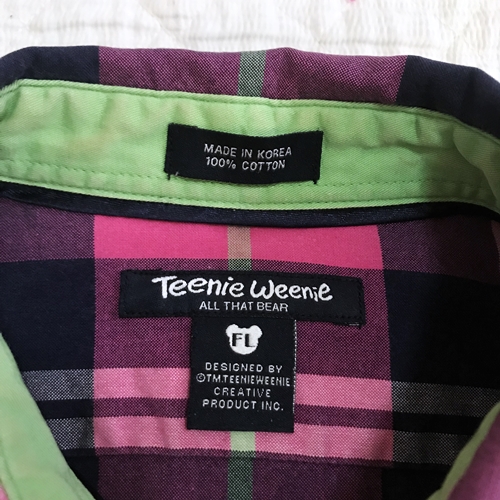 MADE IN KOREA
100% COTTON
Teenie Weenie
ALL THAT BEAR
FL
DESIGNED BY
©TM.TEENIEWEENIE
CREATIVE
PRODUCT INC.